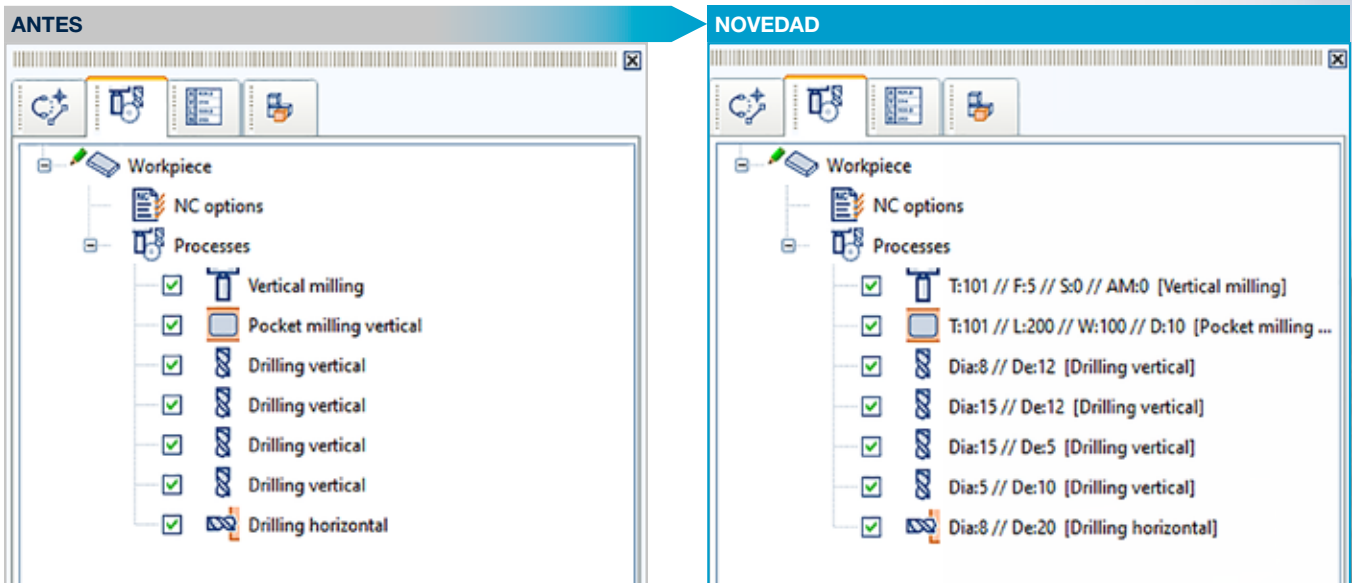 ANTES
Workpiece
NC options
Processes
Vertical milling
Pocket milling vertical
Drilling vertical
Drilling vertical
Drilling vertical
Drilling vertical
Drilling horizontal
NOVEDAD
Workpiece
NC options
Processes
T:101 // F:5 // S:0 // AM:0 [Vertical milling]
T:101 // L:200 // W:100 // D:10 [Pocket milling ...
Dia:8 // De:12 [Drilling vertical]
Dia:15 // De:12 [Drilling vertical]
Dia:15 // De:5 [Drilling vertical]
Dia:5 // De:10 [Drilling vertical]
Dia:8 // De:20 [Drilling horizontal]